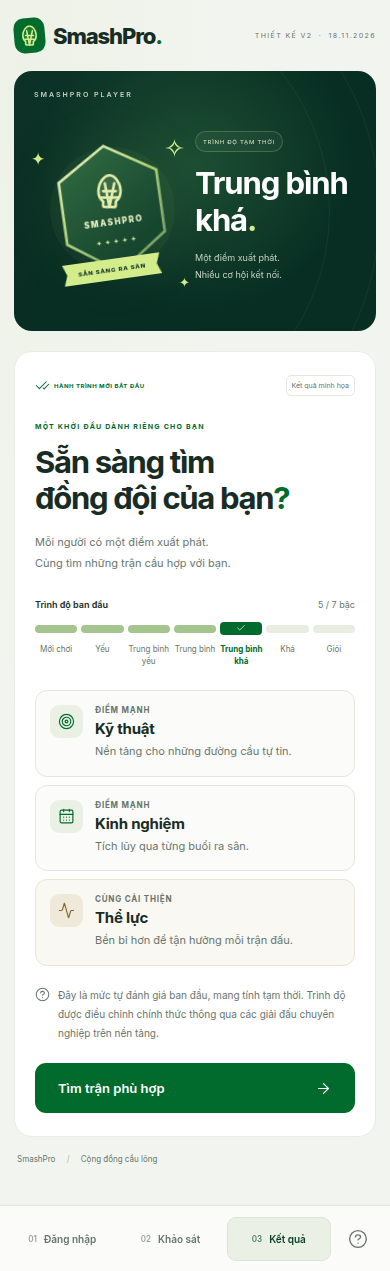 SmashPro.
THIẾT KẾ V2 · 18.11.2026
SMASHPRO PLAYER
TRÌNH ĐỘ TẠM THỜI
Trung bình
khá.
Một điểm xuất phát.
Nhiều cơ hội kết nối.
SMASHPRO
SẴN SÀNG RA SÂN
HÀNH TRÌNH MỚI BẮT ĐẦU
Kết quả minh họa
MỘT KHỞI ĐẦU DÀNH RIÊNG CHO BẠN
Sẵn sàng tìm
đồng đội của bạn?
Mỗi người có một điểm xuất phát.
Cùng tìm những trận cầu hợp với bạn.
Trình độ ban đầu
5 / 7 bậc
Mới chơi
Yếu
Trung bình yếu
Trung bình
Trung bình khá
Khá
Giỏi
ĐIỂM MẠNH
Kỹ thuật
Nền tảng cho những đường cầu tự tin.
ĐIỂM MẠNH
Kinh nghiệm
Tích lũy qua từng buổi ra sân.
CÙNG CẢI THIỆN
Thể lực
Bền bỉ hơn để tận hưởng mỗi trận đấu.
Đây là mức tự đánh giá ban đầu, mang tính tạm thời. Trình độ
được điều chỉnh chính thức thông qua các giải đấu chuyên
nghiệp trên nền tảng.
Tìm trận phù hợp
SmashPro / Cộng đồng cầu lông
01 Đăng nhập
02 Khảo sát
03 Kết quả